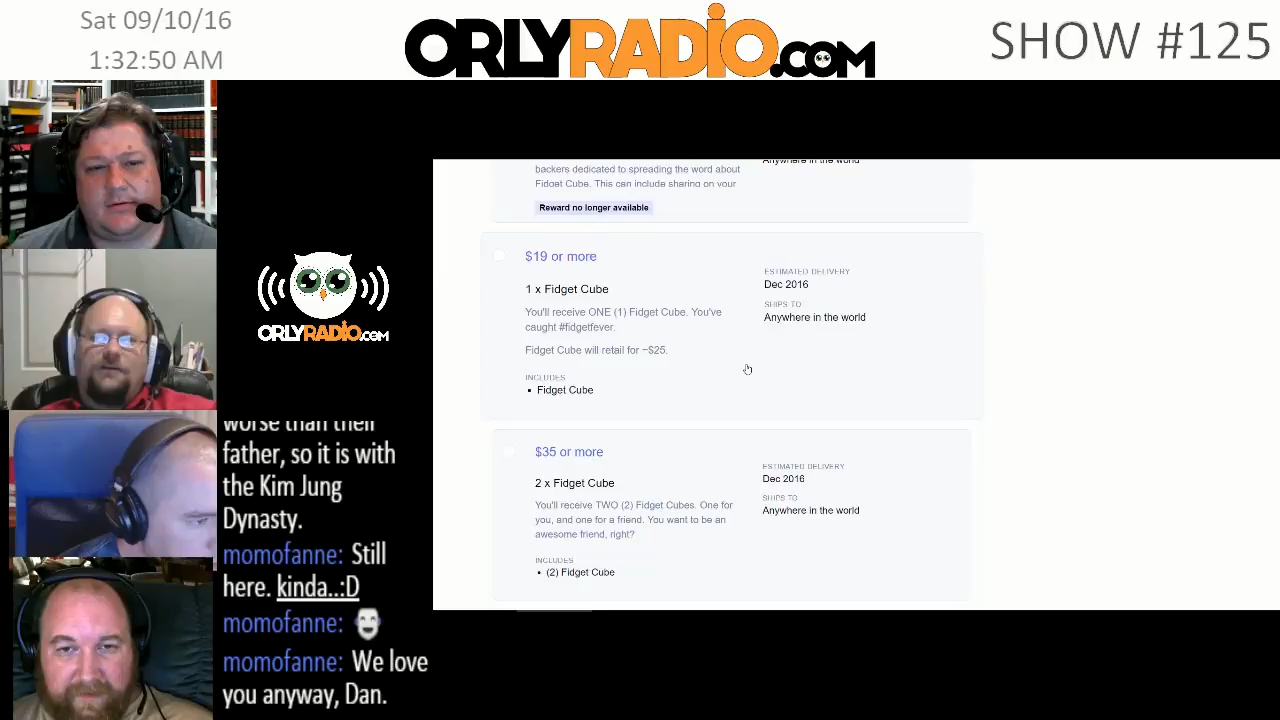 Sat 09/10/16
1:32:50 AM
ORLYRADIO.COM
SHOW #125
ORLYRADIO.COM
worse than their
father, so it is with
the Kim Jung
Dynasty.
momofanne: Still
here. kinda..:D
momofanne:
momofanne: We love
you anyway, Dan.
backers dedicated to spreading the word about
Fidget Cube. This can include sharing on your
Anywhere in the world
Reward no longer available
$19 or more
1 x Fidget Cube
You'll receive ONE (1) Fidget Cube. You've
caught #fidgetfever.
Fidget Cube will retail for ~$25.
INCLUDES
• Fidget Cube
ESTIMATED DELIVERY
Dec 2016
SHIPS TO
Anywhere in the world
$35 or more
2 x Fidget Cube
You'll receive TWO (2) Fidget Cubes. One for
you, and one for a friend. You want to be an
awesome friend, right?
INCLUDES
• (2) Fidget Cube
ESTIMATED DELIVERY
Dec 2016
SHIPS TO
Anywhere in the world